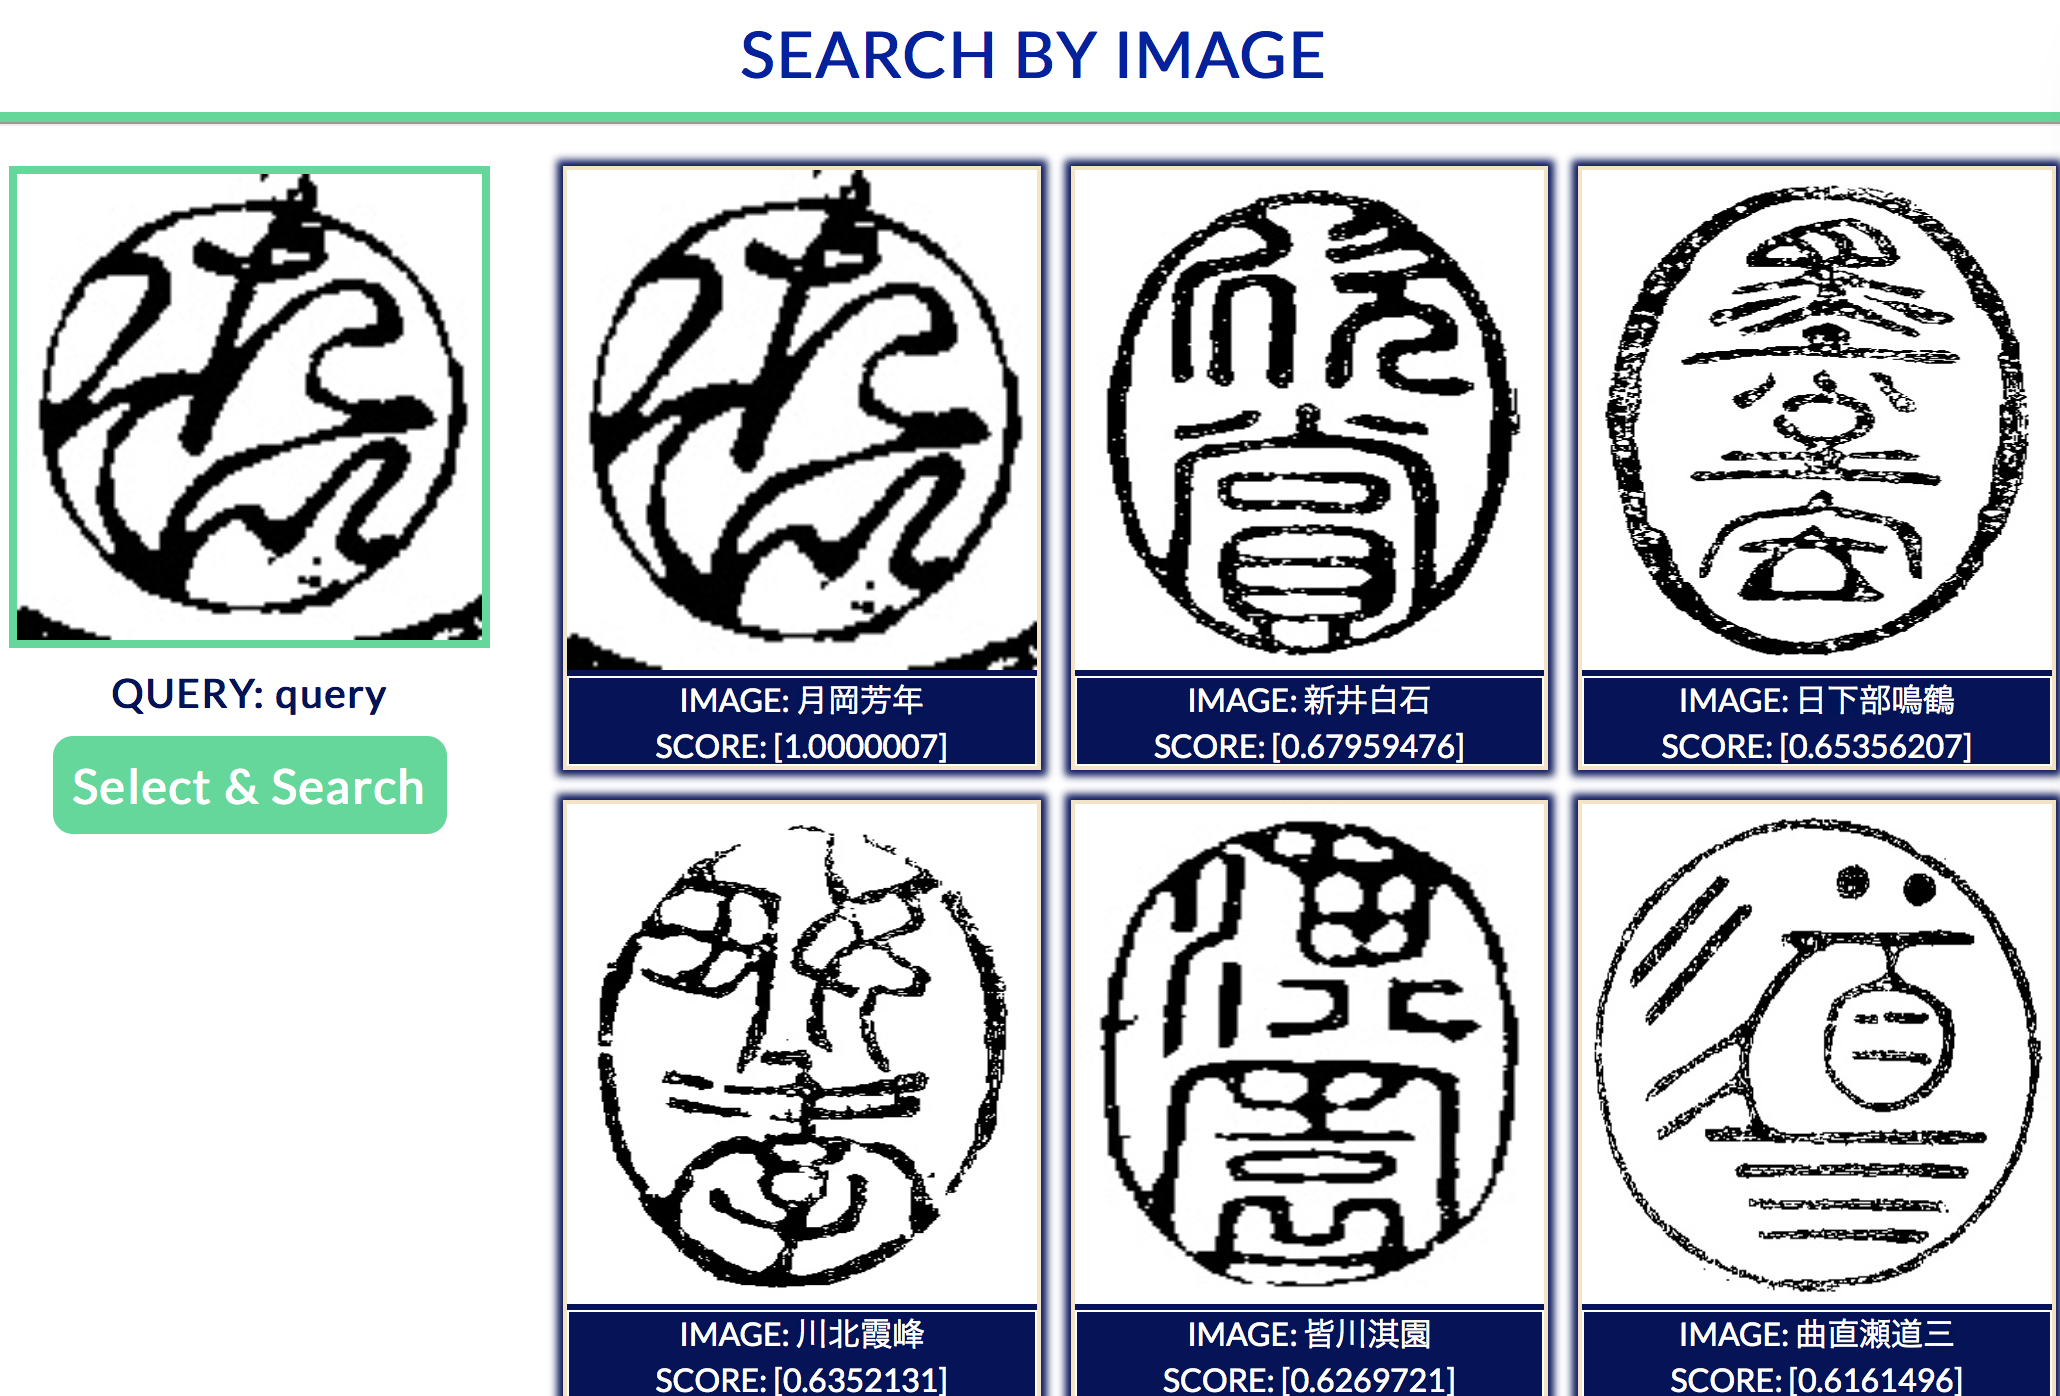 SEARCH BY IMAGE
QUERY: query
Select & Search
IMAGE: 月岡芳年
SCORE: [1.0000007]
IMAGE: 新井白石
SCORE: [0.67959476]
IMAGE: 日下部鳴鶴
SCORE: [0.65356207]
IMAGE: 川北霞峰
SCORE: [0.6352131]
IMAGE: 皆川淇園
SCORE: [0.6269721]
IMAGE: 曲直瀬道三
SCORE: [0.6161496]